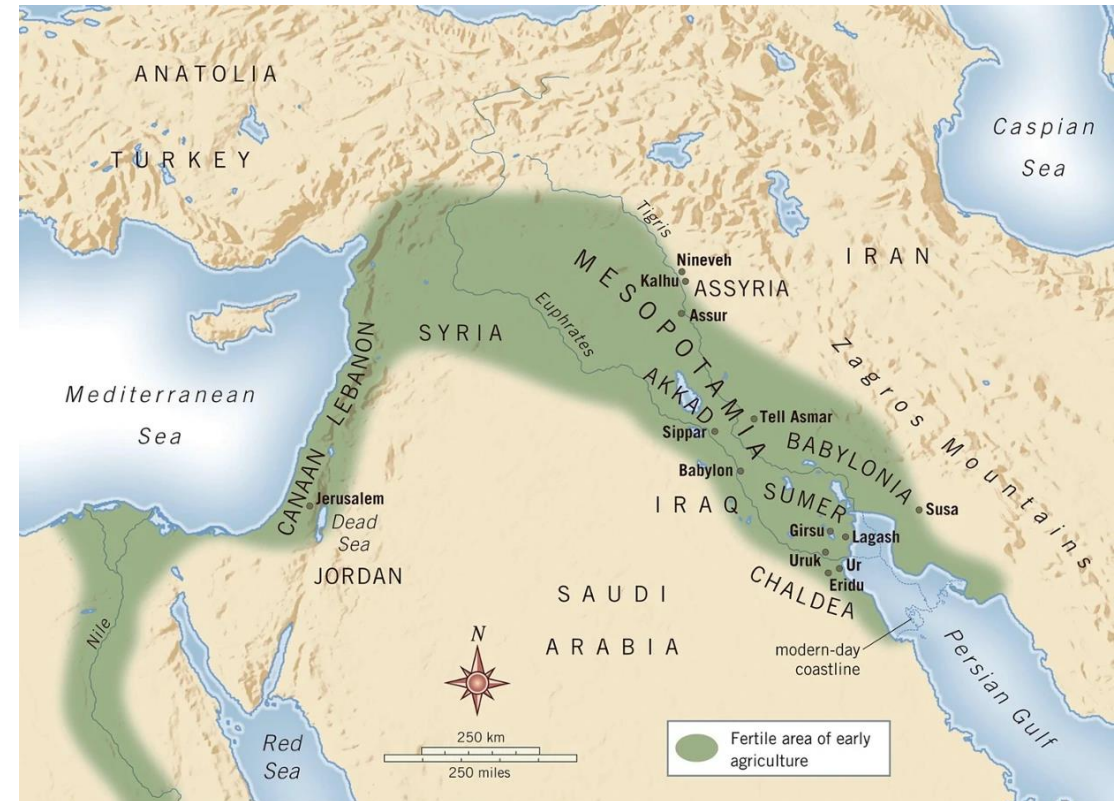 ANATOLIA
TURKEY
Caspian
Sea
Tigris
IRAN
Nineveh
Kalhu
ASSYRIA
Assur
MESOPOTAMIA
Euphrates
SYRIA
Zagros Mountains
LEBANON
Mediterranean
Sea
AKKAD
Tell Asmar
Sippar
BABYLONIA
Babylon
CANAAN
Jerusalem
Dead
Sea
IRAQ
SUMER
Susa
Girsu
Lagash
Uruk
Ur
Eridu
JORDAN
CHALDEA
SAUDI
ARABIA
Nile
N
modern-day
coastline
Persian Gulf
Red
Sea
250 km
250 miles
Fertile area of early
agriculture